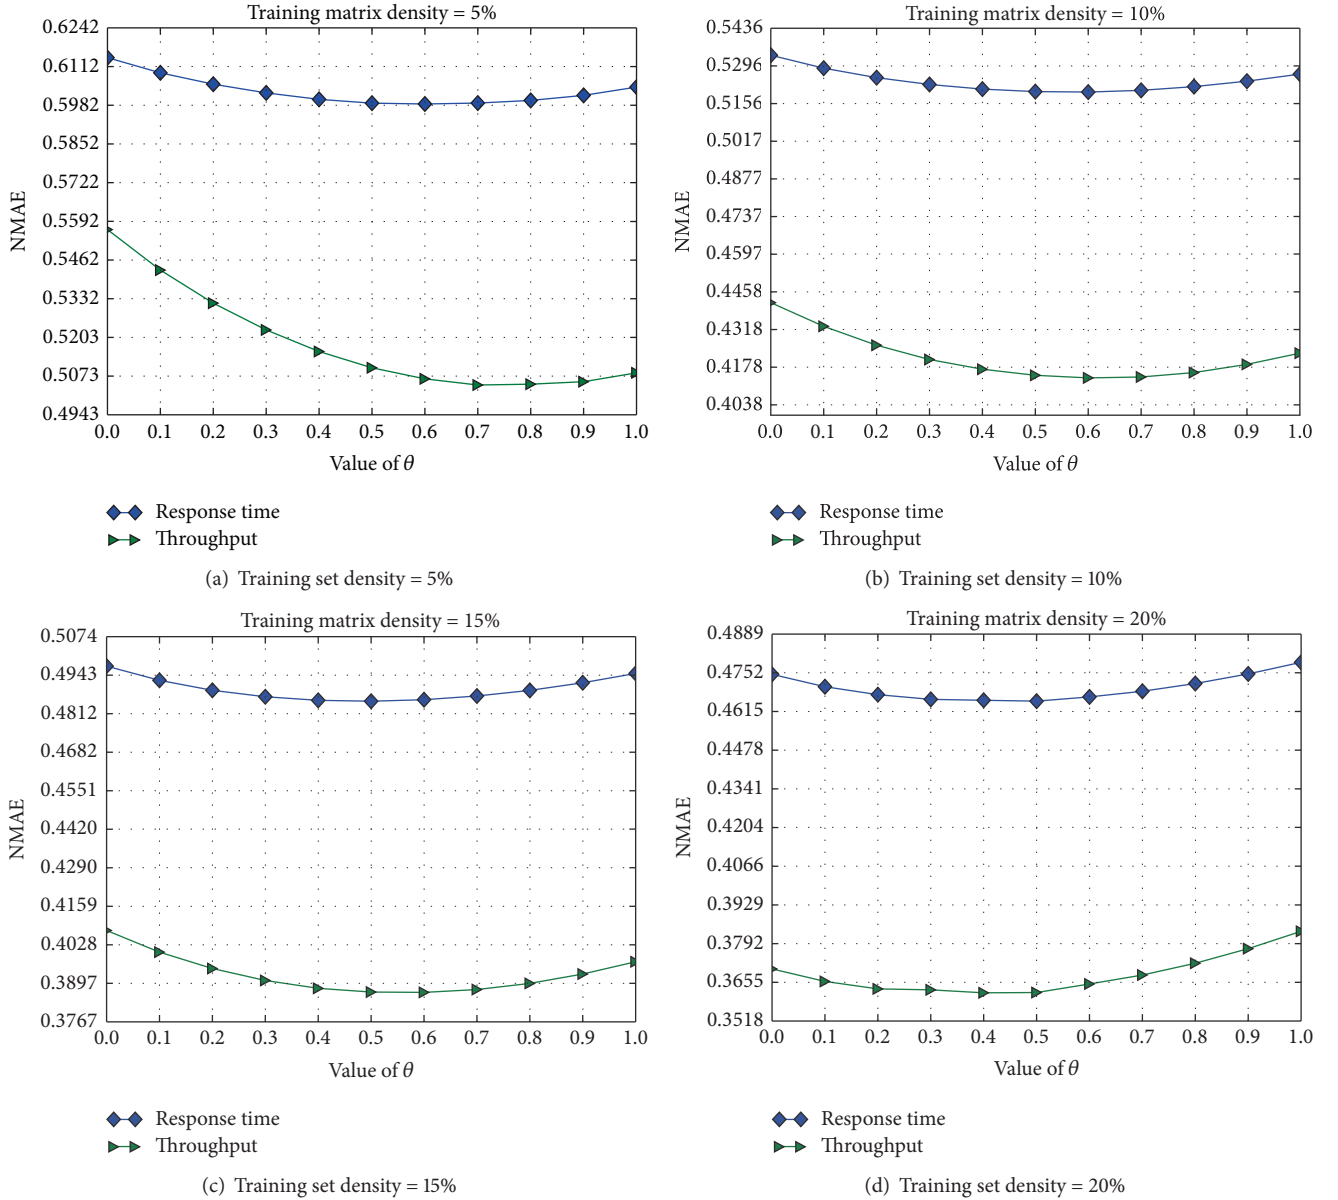 Training matrix density = 5%
0.6242
0.6112
0.5982
0.5852
0.5722
0.5592
0.5462
0.5332
0.5203
0.5073
0.4943
NMAE
0.0 0.1 0.2 0.3 0.4 0.5 0.6 0.7 0.8 0.9 1.0
Value of θ
Response time
Throughput
(a) Training set density = 5%
Training matrix density = 10%
0.5436
0.5296
0.5156
0.5017
0.4877
0.4737
0.4597
0.4458
0.4318
0.4178
0.4038
NMAE
0.0 0.1 0.2 0.3 0.4 0.5 0.6 0.7 0.8 0.9 1.0
Value of θ
Response time
Throughput
(b) Training set density = 10%
Training matrix density = 15%
0.5074
0.4943
0.4812
0.4682
0.4551
0.4420
0.4290
0.4159
0.4028
0.3897
0.3767
NMAE
0.0 0.1 0.2 0.3 0.4 0.5 0.6 0.7 0.8 0.9 1.0
Value of θ
Response time
Throughput
(c) Training set density = 15%
Training matrix density = 20%
0.4889
0.4752
0.4615
0.4478
0.4341
0.4204
0.4066
0.3929
0.3792
0.3655
0.3518
NMAE
0.0 0.1 0.2 0.3 0.4 0.5 0.6 0.7 0.8 0.9 1.0
Value of θ
Response time
Throughput
(d) Training set density = 20%